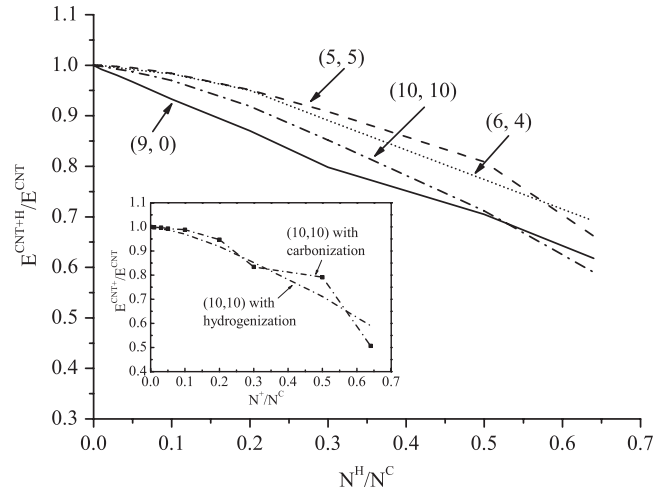 1.1
1.0
0.9
0.8
0.7
0.6
0.5
0.4
0.3
E^CNT+H/E^CNT
(5, 5)
(10, 10)
(6, 4)
(9, 0)
1.1
1.0
0.9
0.8
0.7
0.6
0.5
0.4
E^CNT+/E^CNT
(10,10) with
carbonization
(10,10) with
hydrogenization
0.0 0.1 0.2 0.3 0.4 0.5 0.6 0.7
N^+/N^C
0.0 0.1 0.2 0.3 0.4 0.5 0.6 0.7
N^H/N^C